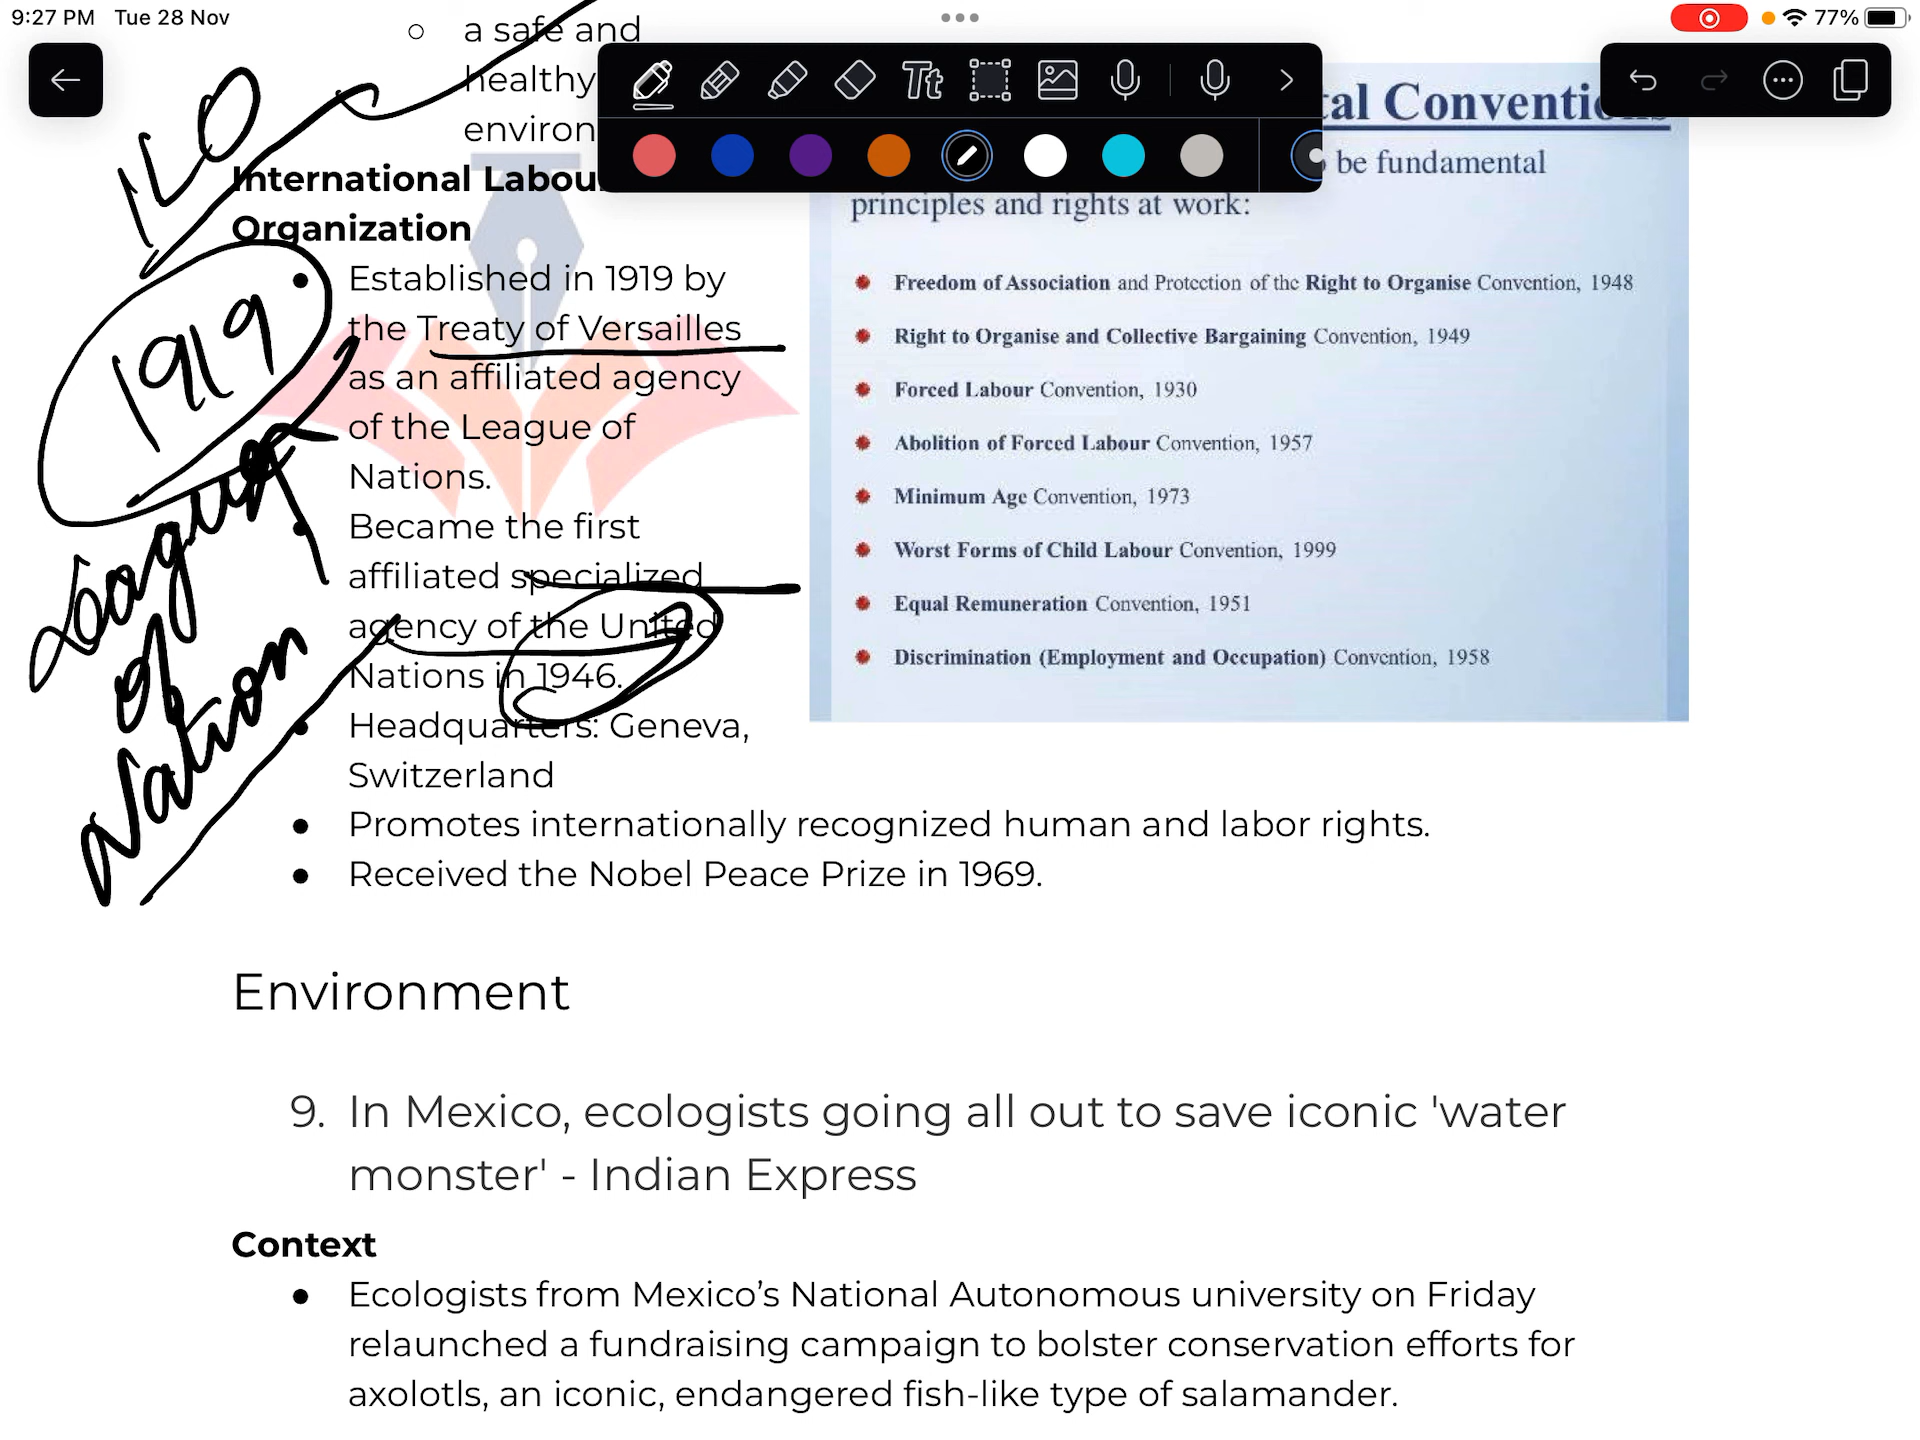 9:27 PM Tue 28 Nov
77%
a safe and
healthy
environ
ILO
International Labou
Organization
1919
Established in 1919 by
the Treaty of Versailles
as an affiliated agency
of the League of
Nations.
Became the first
affiliated specialized
agency of the United
Nations in 1946.
Headquarters: Geneva,
Switzerland
Promotes internationally recognized human and labor rights.
Received the Nobel Peace Prize in 1969.
League
of
Nation
Tt
tal Conventions
be fundamental
principles and rights at work:
Freedom of Association and Protection of the Right to Organise Convention, 1948
Right to Organise and Collective Bargaining Convention, 1949
Forced Labour Convention, 1930
Abolition of Forced Labour Convention, 1957
Minimum Age Convention, 1973
Worst Forms of Child Labour Convention, 1999
Equal Remuneration Convention, 1951
Discrimination (Employment and Occupation) Convention, 1958
Environment
9. In Mexico, ecologists going all out to save iconic 'water
monster' - Indian Express
Context
Ecologists from Mexico’s National Autonomous university on Friday
relaunched a fundraising campaign to bolster conservation efforts for
axolotls, an iconic, endangered fish-like type of salamander.